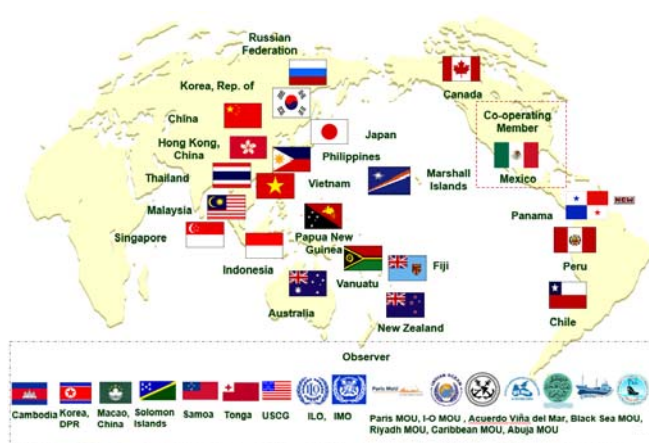 Russian
Federation
Korea, Rep. of
Canada
China
Co-operating
Member
Hong Kong,
China
Japan
Philippines
Thailand
Vietnam
Marshall
Islands
Mexico
Malaysia
Panama
NEW
Singapore
Papua New
Guinea
Indonesia
Vanuatu
Fiji
Peru
Australia
New Zealand
Chile
Observer
Cambodia
Korea,
DPR
Macao,
China
Solomon
Islands
Samoa
Tonga
USCG
ILO,
IMO
Paris MoU
Paris MOU, I-O MOU , Acuerdo Viña del Mar, Black Sea MOU,
Riyadh MOU, Caribbean MOU, Abuja MOU